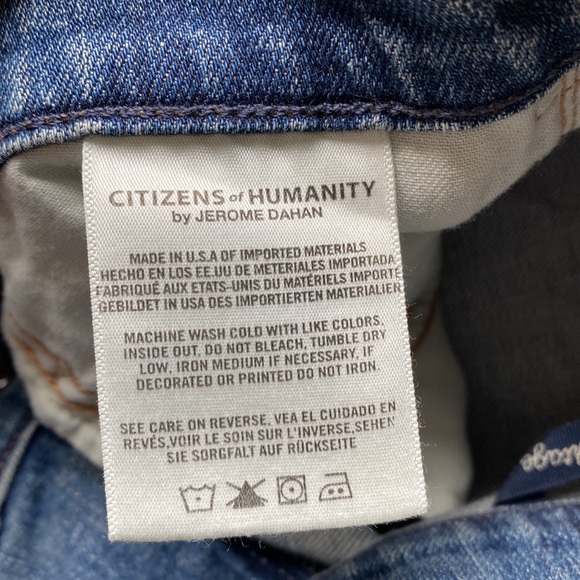 CITIZENS of HUMANITY
by JEROME DAHAN
MADE IN U.S.A OF IMPORTED MATERIALS
HECHO EN LOS EE.UU DE METERIALES IMPORTADA
FABRIQUÉ AUX ETATS-UNIS DU MATÉRIELS IMPORTE
GEBILDET IN USA DES IMPORTIERTEN MATERIALIEN
MACHINE WASH COLD WITH LIKE COLORS,
INSIDE OUT, DO NOT BLEACH, TUMBLE DRY
LOW, IRON MEDIUM IF NECESSARY, IF
DECORATED OR PRINTED DO NOT IRON.
SEE CARE ON REVERSE, VEA EL CUIDADO EN
REVÉS,VOIR LE SOIN SUR L'INVERSE,SEHEN
SIE SORGFALT AUF RÜCKSEITE